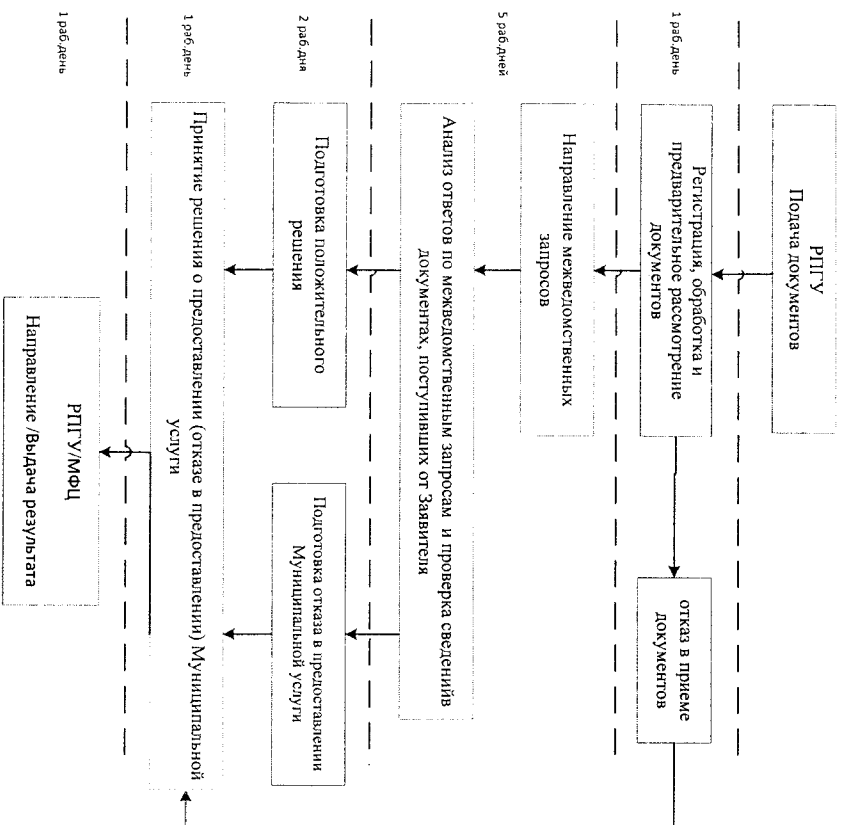 РПГУ
Подача документов
1 раб.день
Регистрация, обработка и
предварительное рассмотрение
документов
отказ в приеме
документов
5 раб.дней
Направление межведомственных
запросов
Анализ ответов по межведомственным запросам и проверка сведенийв
документах, поступивших от Заявителя
2 раб.дня
Подготовка положительного
решения
Подготовка отказа в предоставлении
Муниципальной услуги
1 раб.день
Принятие решения о предоставлении (отказе в предоставлении) Муниципальной
услуги
1 раб.день
РПГУ/МФЦ
Направление /Выдача результата